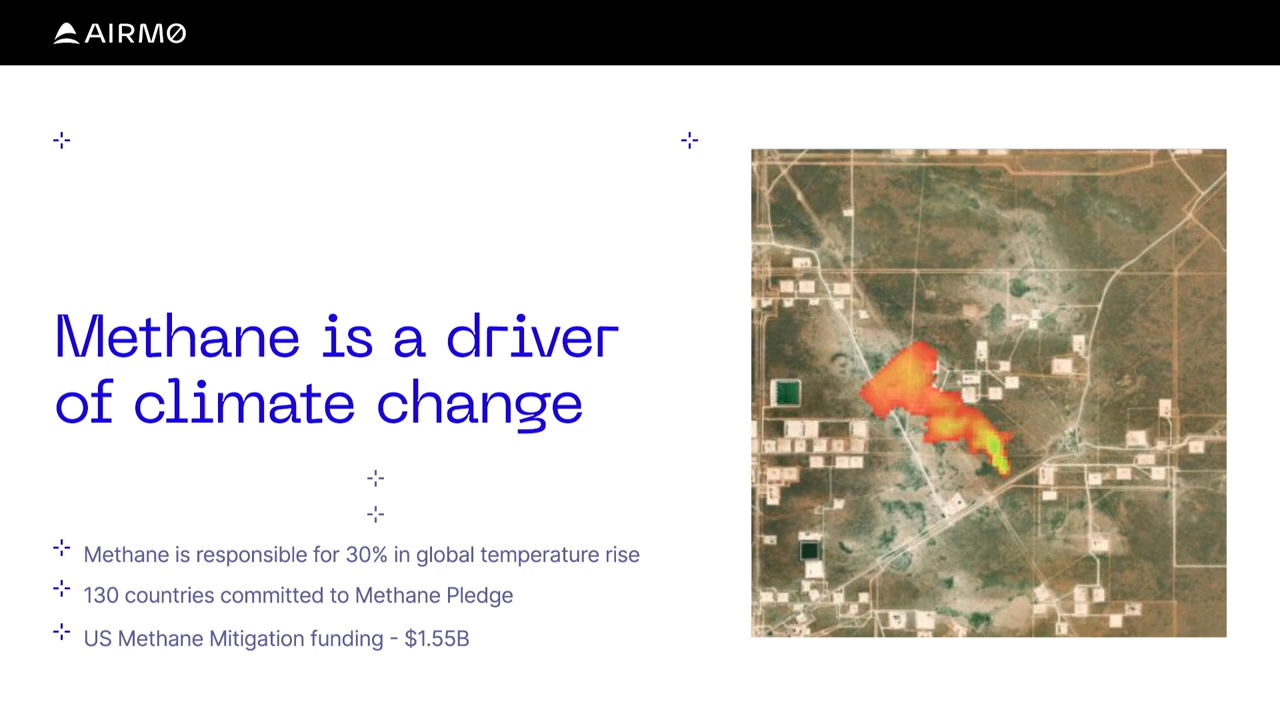 AIRMØ
Methane is a driver
of climate change
Methane is responsible for 30% in global temperature rise
130 countries committed to Methane Pledge
US Methane Mitigation funding - $1.55B